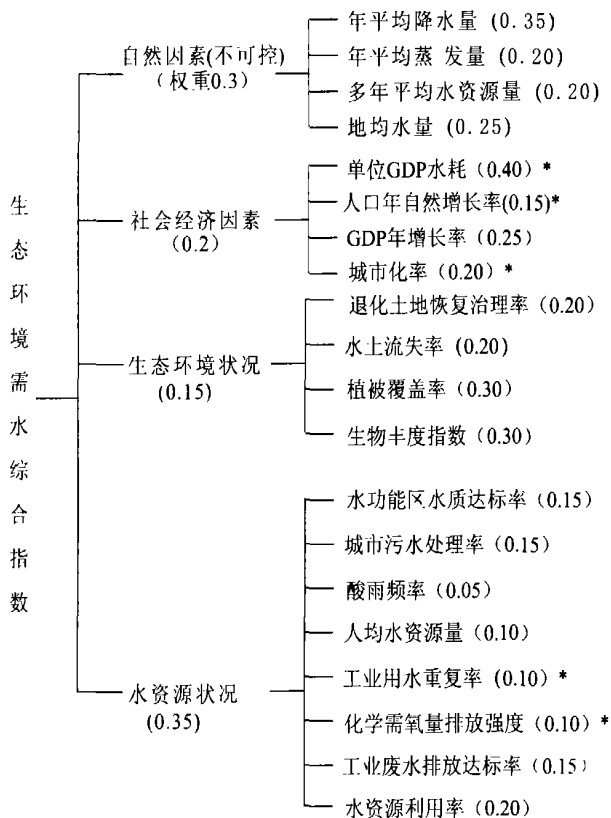 生态环境需水综合指数
自然因素(不可控)
(权重0.3)
年平均降水量 (0.35)
年平均蒸 发量 (0.20)
多年平均水资源量 (0.20)
地均水量 (0.25)
社会经济因素
(0.2)
单位GDP水耗 (0.40) *
人口年自然增长率(0.15)*
GDP年增长率 (0.25)
城市化率 (0.20) *
生态环境状况
(0.15)
退化土地恢复治理率 (0.20)
水土流失率 (0.20)
植被覆盖率 (0.30)
生物丰度指数 (0.30)
水资源状况
(0.35)
水功能区水质达标率 (0.15)
城市污水处理率 (0.15)
酸雨频率 (0.05)
人均水资源量 (0.10)
工业用水重复率 (0.10) *
化学需氧量排放强度 (0.10) *
工业废水排放达标率 (0.15)
水资源利用率 (0.20)